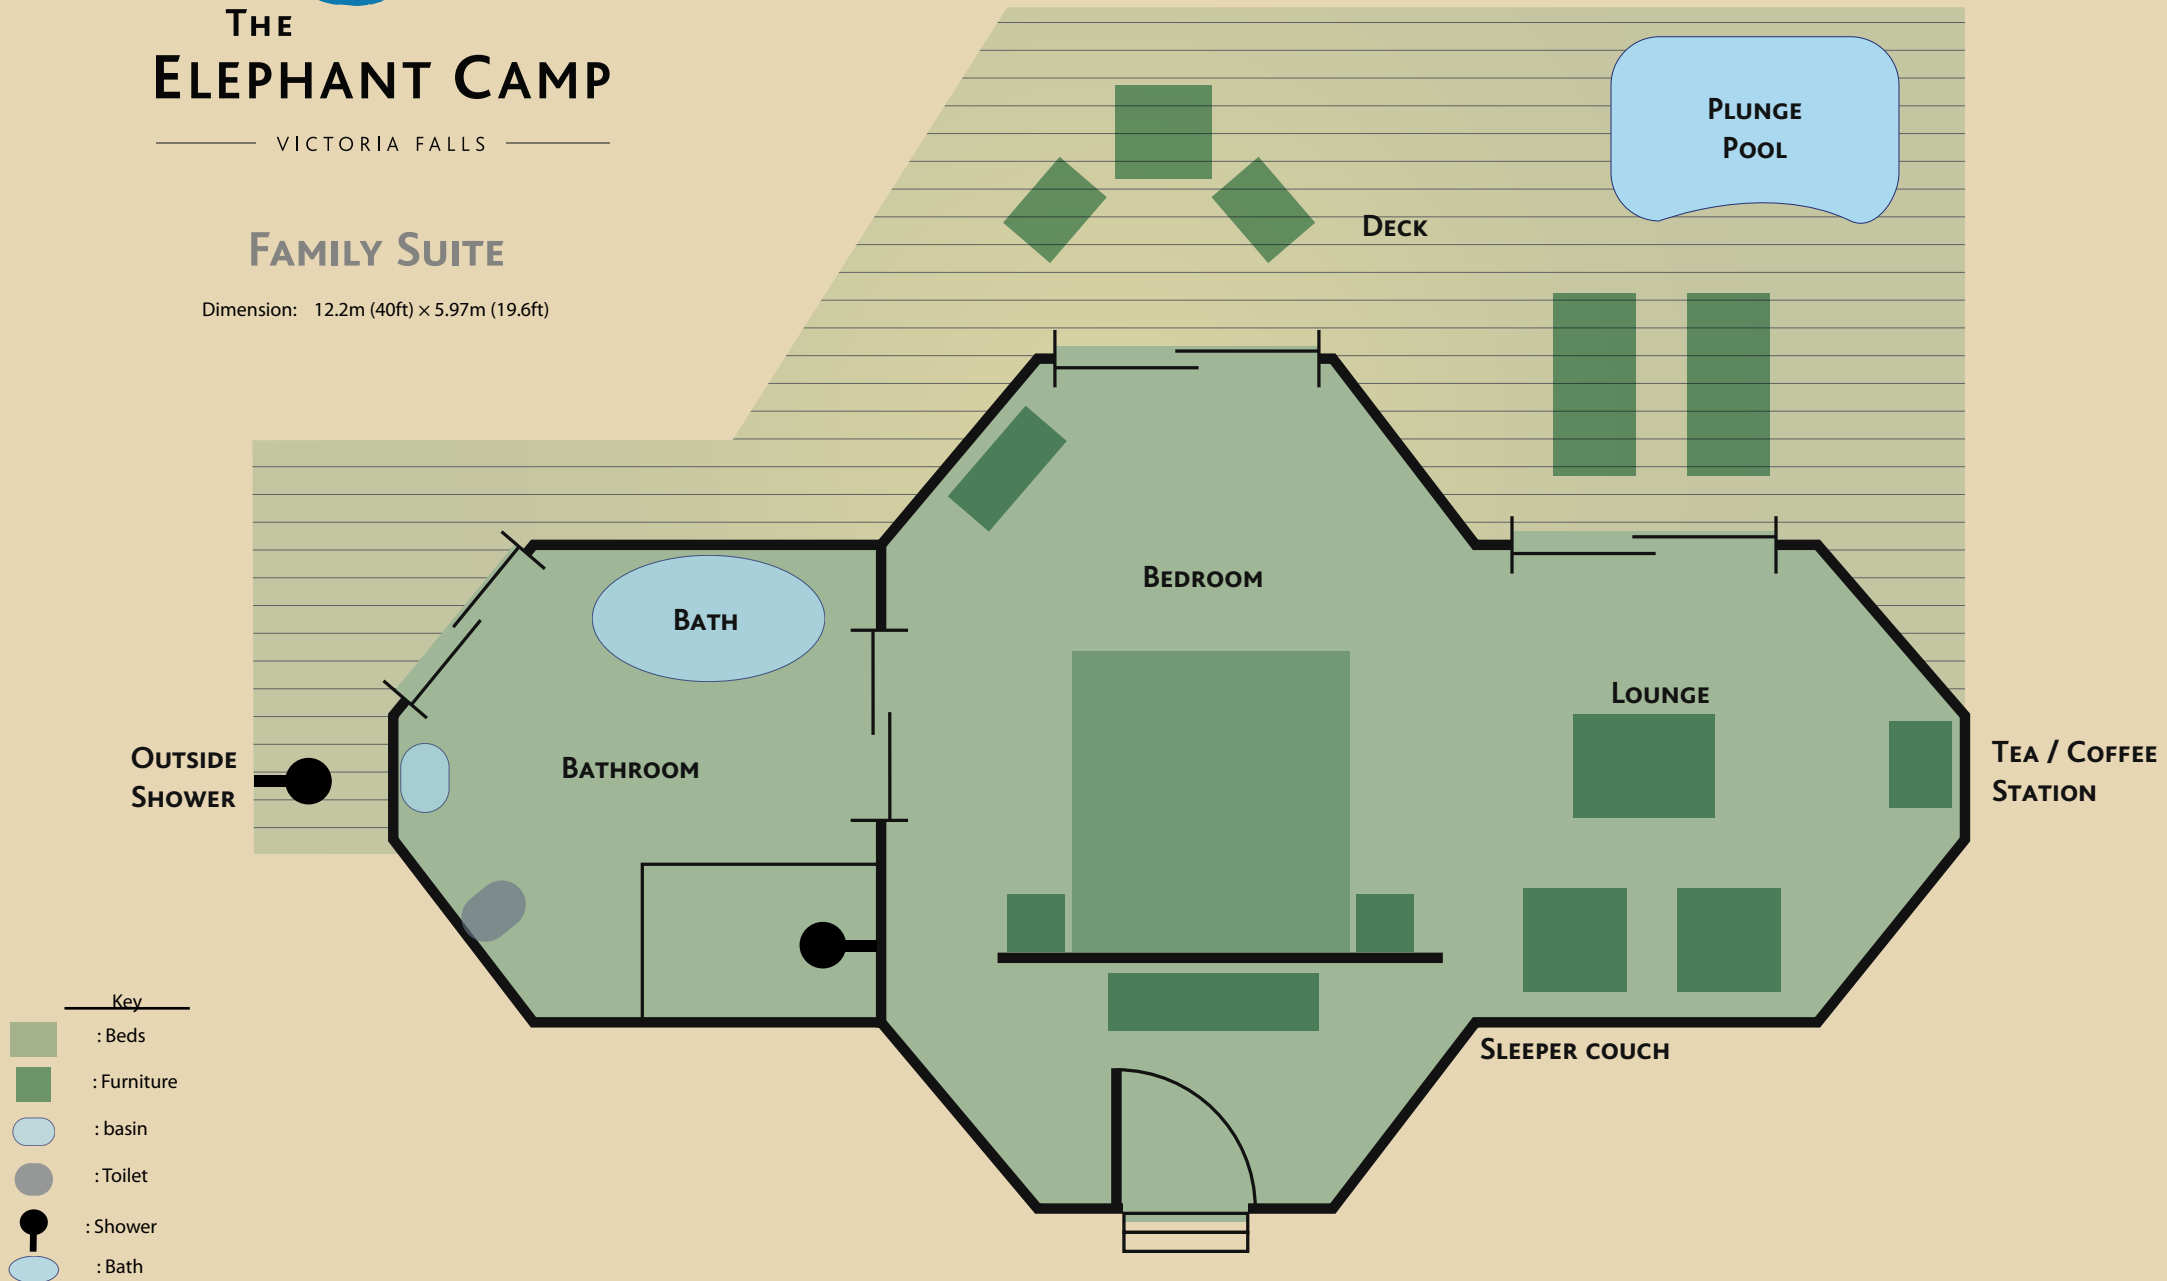 THE
ELEPHANT CAMP
VICTORIA FALLS
FAMILY SUITE
Dimension: 12.2m (40ft) × 5.97m (19.6ft)
PLUNGE
POOL
DECK
BEDROOM
BATH
LOUNGE
BATHROOM
OUTSIDE
SHOWER
TEA / COFFEE
STATION
SLEEPER COUCH
Key
: Beds
: Furniture
: basin
: Toilet
: Shower
: Bath